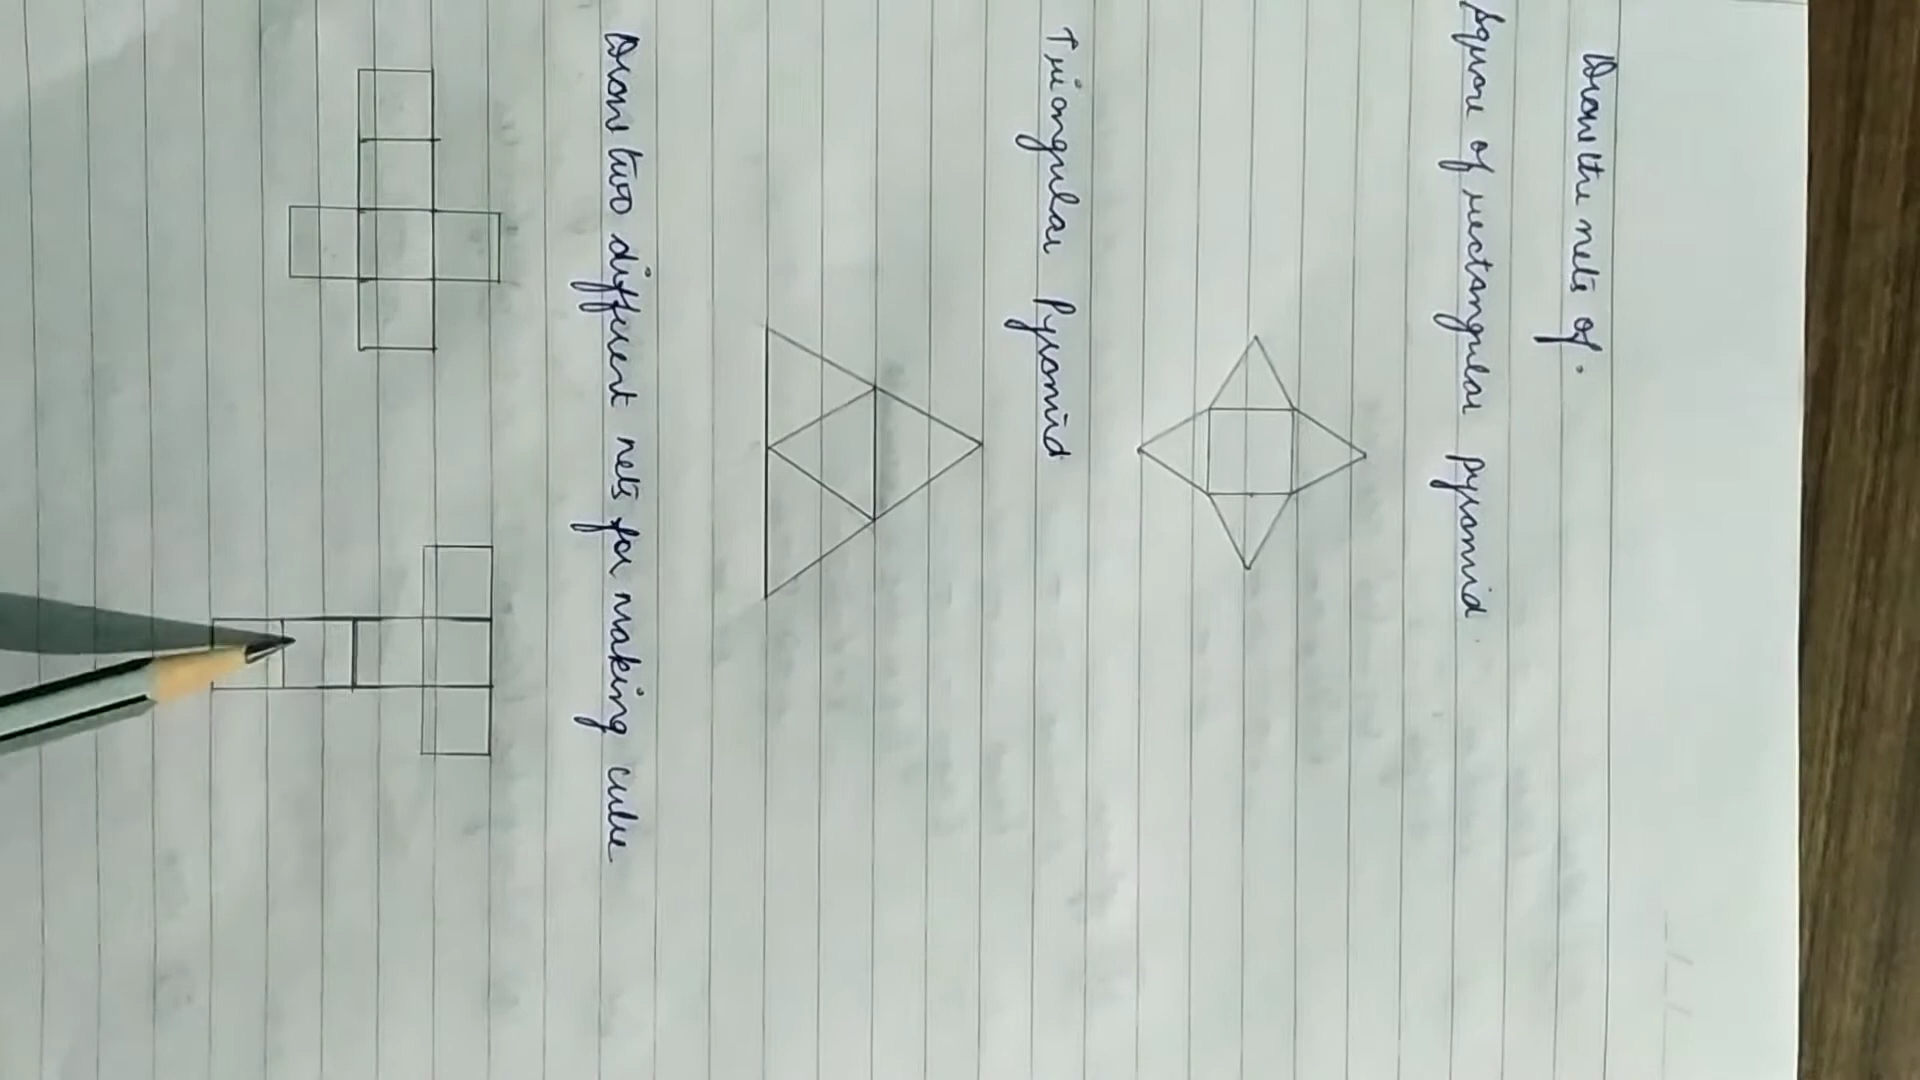 Draw the nets of.
Square of rectangular pyramid
Triangular Pyramid
Draw two different nets for making cube